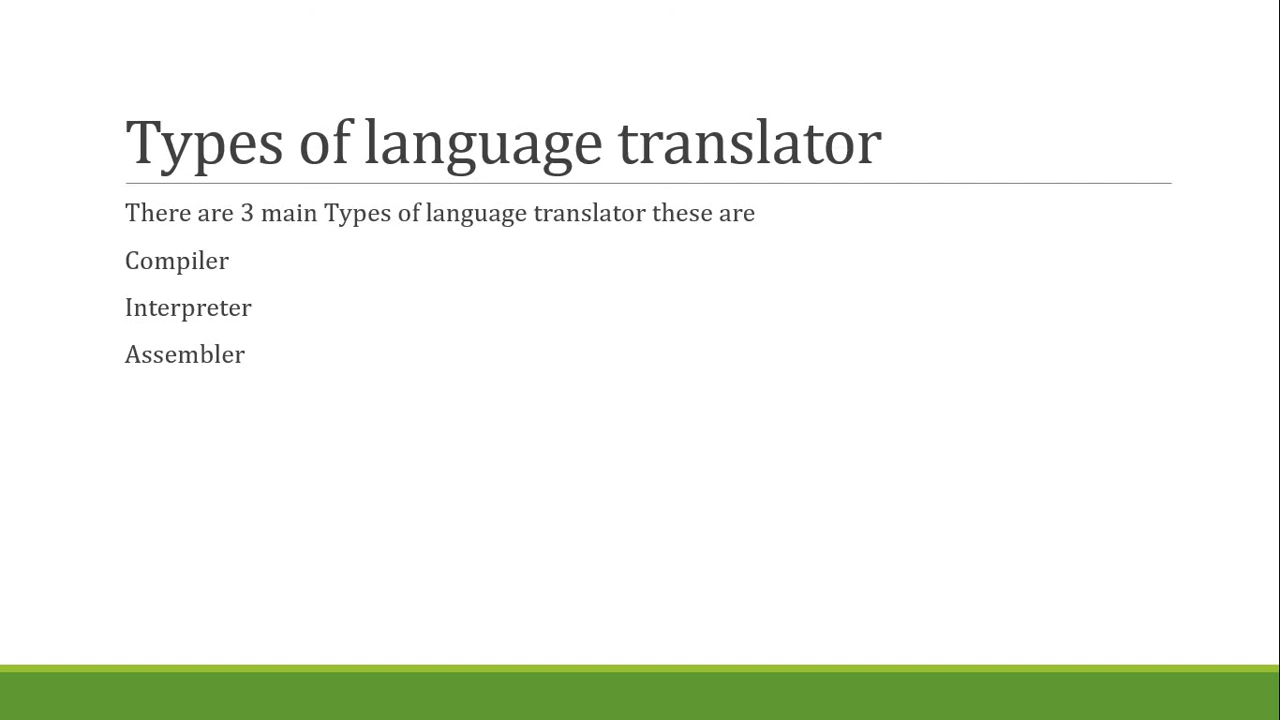 Types of language translator
There are 3 main Types of language translator these are
Compiler
Interpreter
Assembler